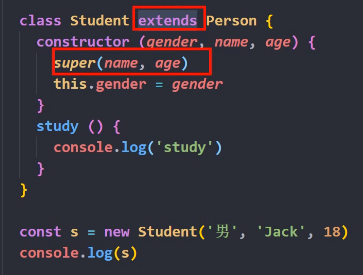 class Student extends Person {
constructor (gender, name, age) {
super(name, age)
this.gender = gender
}
study () {
console.log('study')
}
}
const s = new Student('男', 'Jack', 18)
console.log(s)